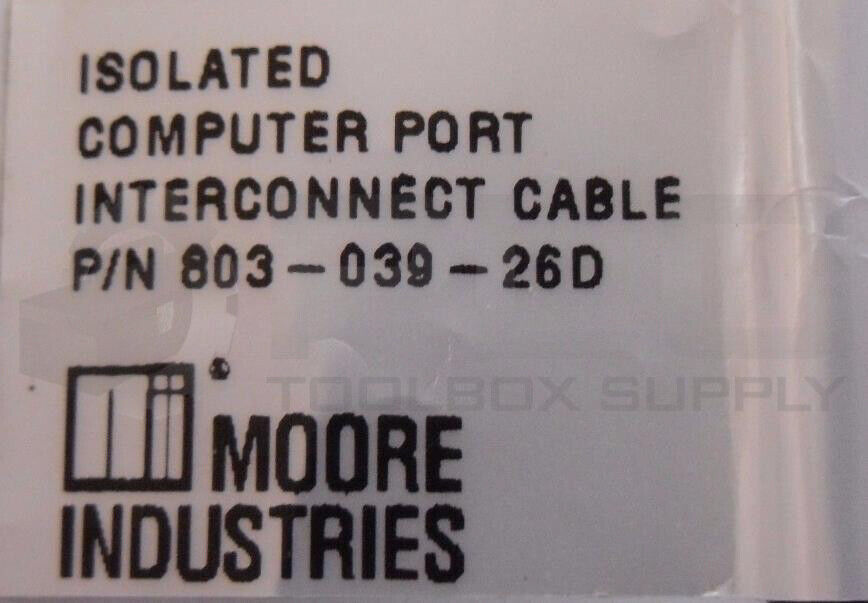 ISOLATED
COMPUTER PORT
INTERCONNECT CABLE
P/N 803-039-26D
®
MOORE
INDUSTRIES
TOOLBOX SUPPLY